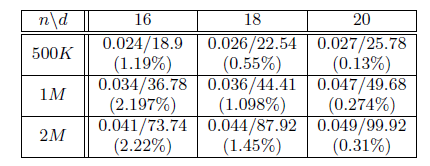 n\d 16 18 20
500K 0.024/18.9 0.026/22.54 0.027/25.78
(1.19%) (0.55%) (0.13%)
1M 0.034/36.78 0.036/44.41 0.047/49.68
(2.197%) (1.098%) (0.274%)
2M 0.041/73.74 0.044/87.92 0.049/99.92
(2.22%) (1.45%) (0.31%)